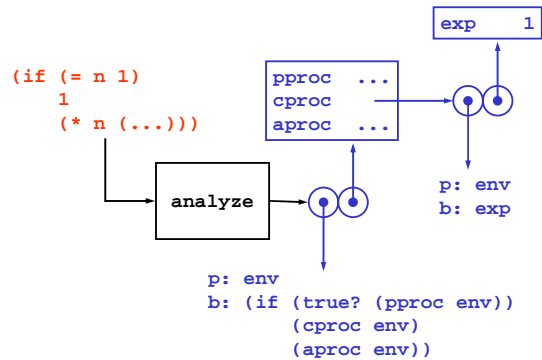 exp 1
(if (= n 1)
1
(* n (...)))
pproc ...
cproc
aproc ...
analyze
p: env
b: exp
p: env
b: (if (true? (pproc env))
(cproc env)
(aproc env))